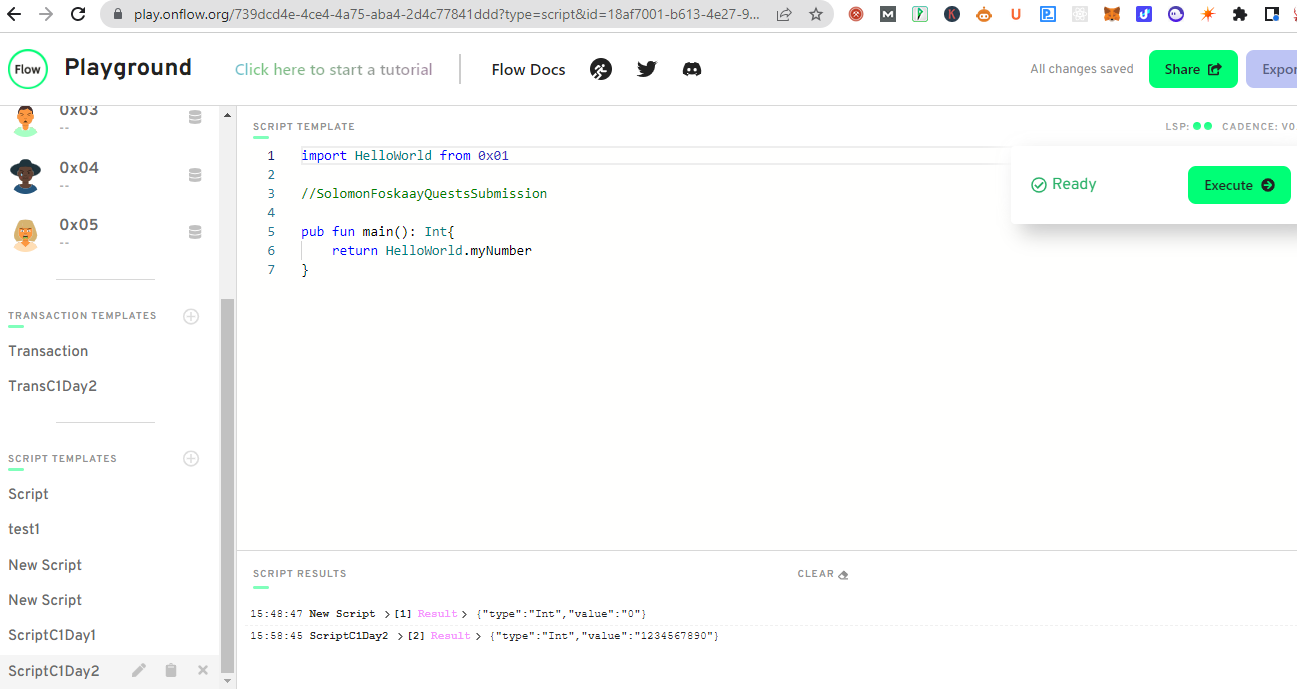 play.onflow.org/739dcd4e-4ce4-4a75-aba4-2d4c77841ddd?type=script&id=18af7001-b613-4e27-9...
Flow
Playground
Click here to start a tutorial
Flow Docs
All changes saved
Share
Expor
0x03
--
0x04
--
0x05
--
TRANSACTION TEMPLATES
Transaction
TransC1Day2
SCRIPT TEMPLATES
Script
test1
New Script
New Script
ScriptC1Day1
ScriptC1Day2
SCRIPT TEMPLATE
LSP:
CADENCE: V0
1 import HelloWorld from 0x01
2
3 //SolomonFoskaayQuestsSubmission
4
5 pub fun main(): Int{
6     return HelloWorld.myNumber
7 }
Ready
Execute
SCRIPT RESULTS
CLEAR
15:48:47 New Script > [1] Result > {"type":"Int","value":"0"}
15:58:45 ScriptC1Day2 > [2] Result > {"type":"Int","value":"1234567890"}